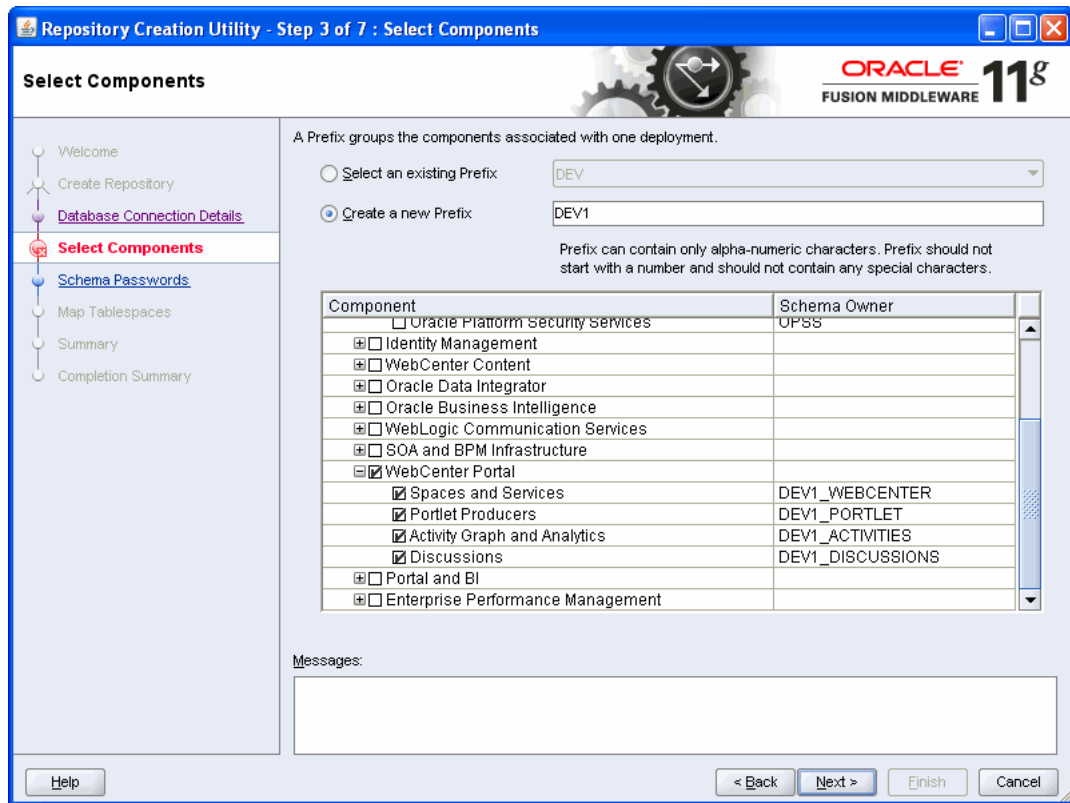 Repository Creation Utility - Step 3 of 7 : Select Components
Select Components
ORACLE
FUSION MIDDLEWARE
11g
Welcome
Create Repository
Database Connection Details
Select Components
Schema Passwords
Map Tablespaces
Summary
Completion Summary
A Prefix groups the components associated with one deployment.
Select an existing Prefix
DEV
Create a new Prefix
DEV1
Prefix can contain only alpha-numeric characters. Prefix should not
start with a number and should not contain any special characters.
Component Schema Owner
Oracle Platform Security Services OPSS
Identity Management
WebCenter Content
Oracle Data Integrator
Oracle Business Intelligence
WebLogic Communication Services
SOA and BPM Infrastructure
WebCenter Portal
Spaces and Services DEV1_WEBCENTER
Portlet Producers DEV1_PORTLET
Activity Graph and Analytics DEV1_ACTIVITIES
Discussions DEV1_DISCUSSIONS
Portal and BI
Enterprise Performance Management
Messages:
Help
< Back
Next >
Finish
Cancel